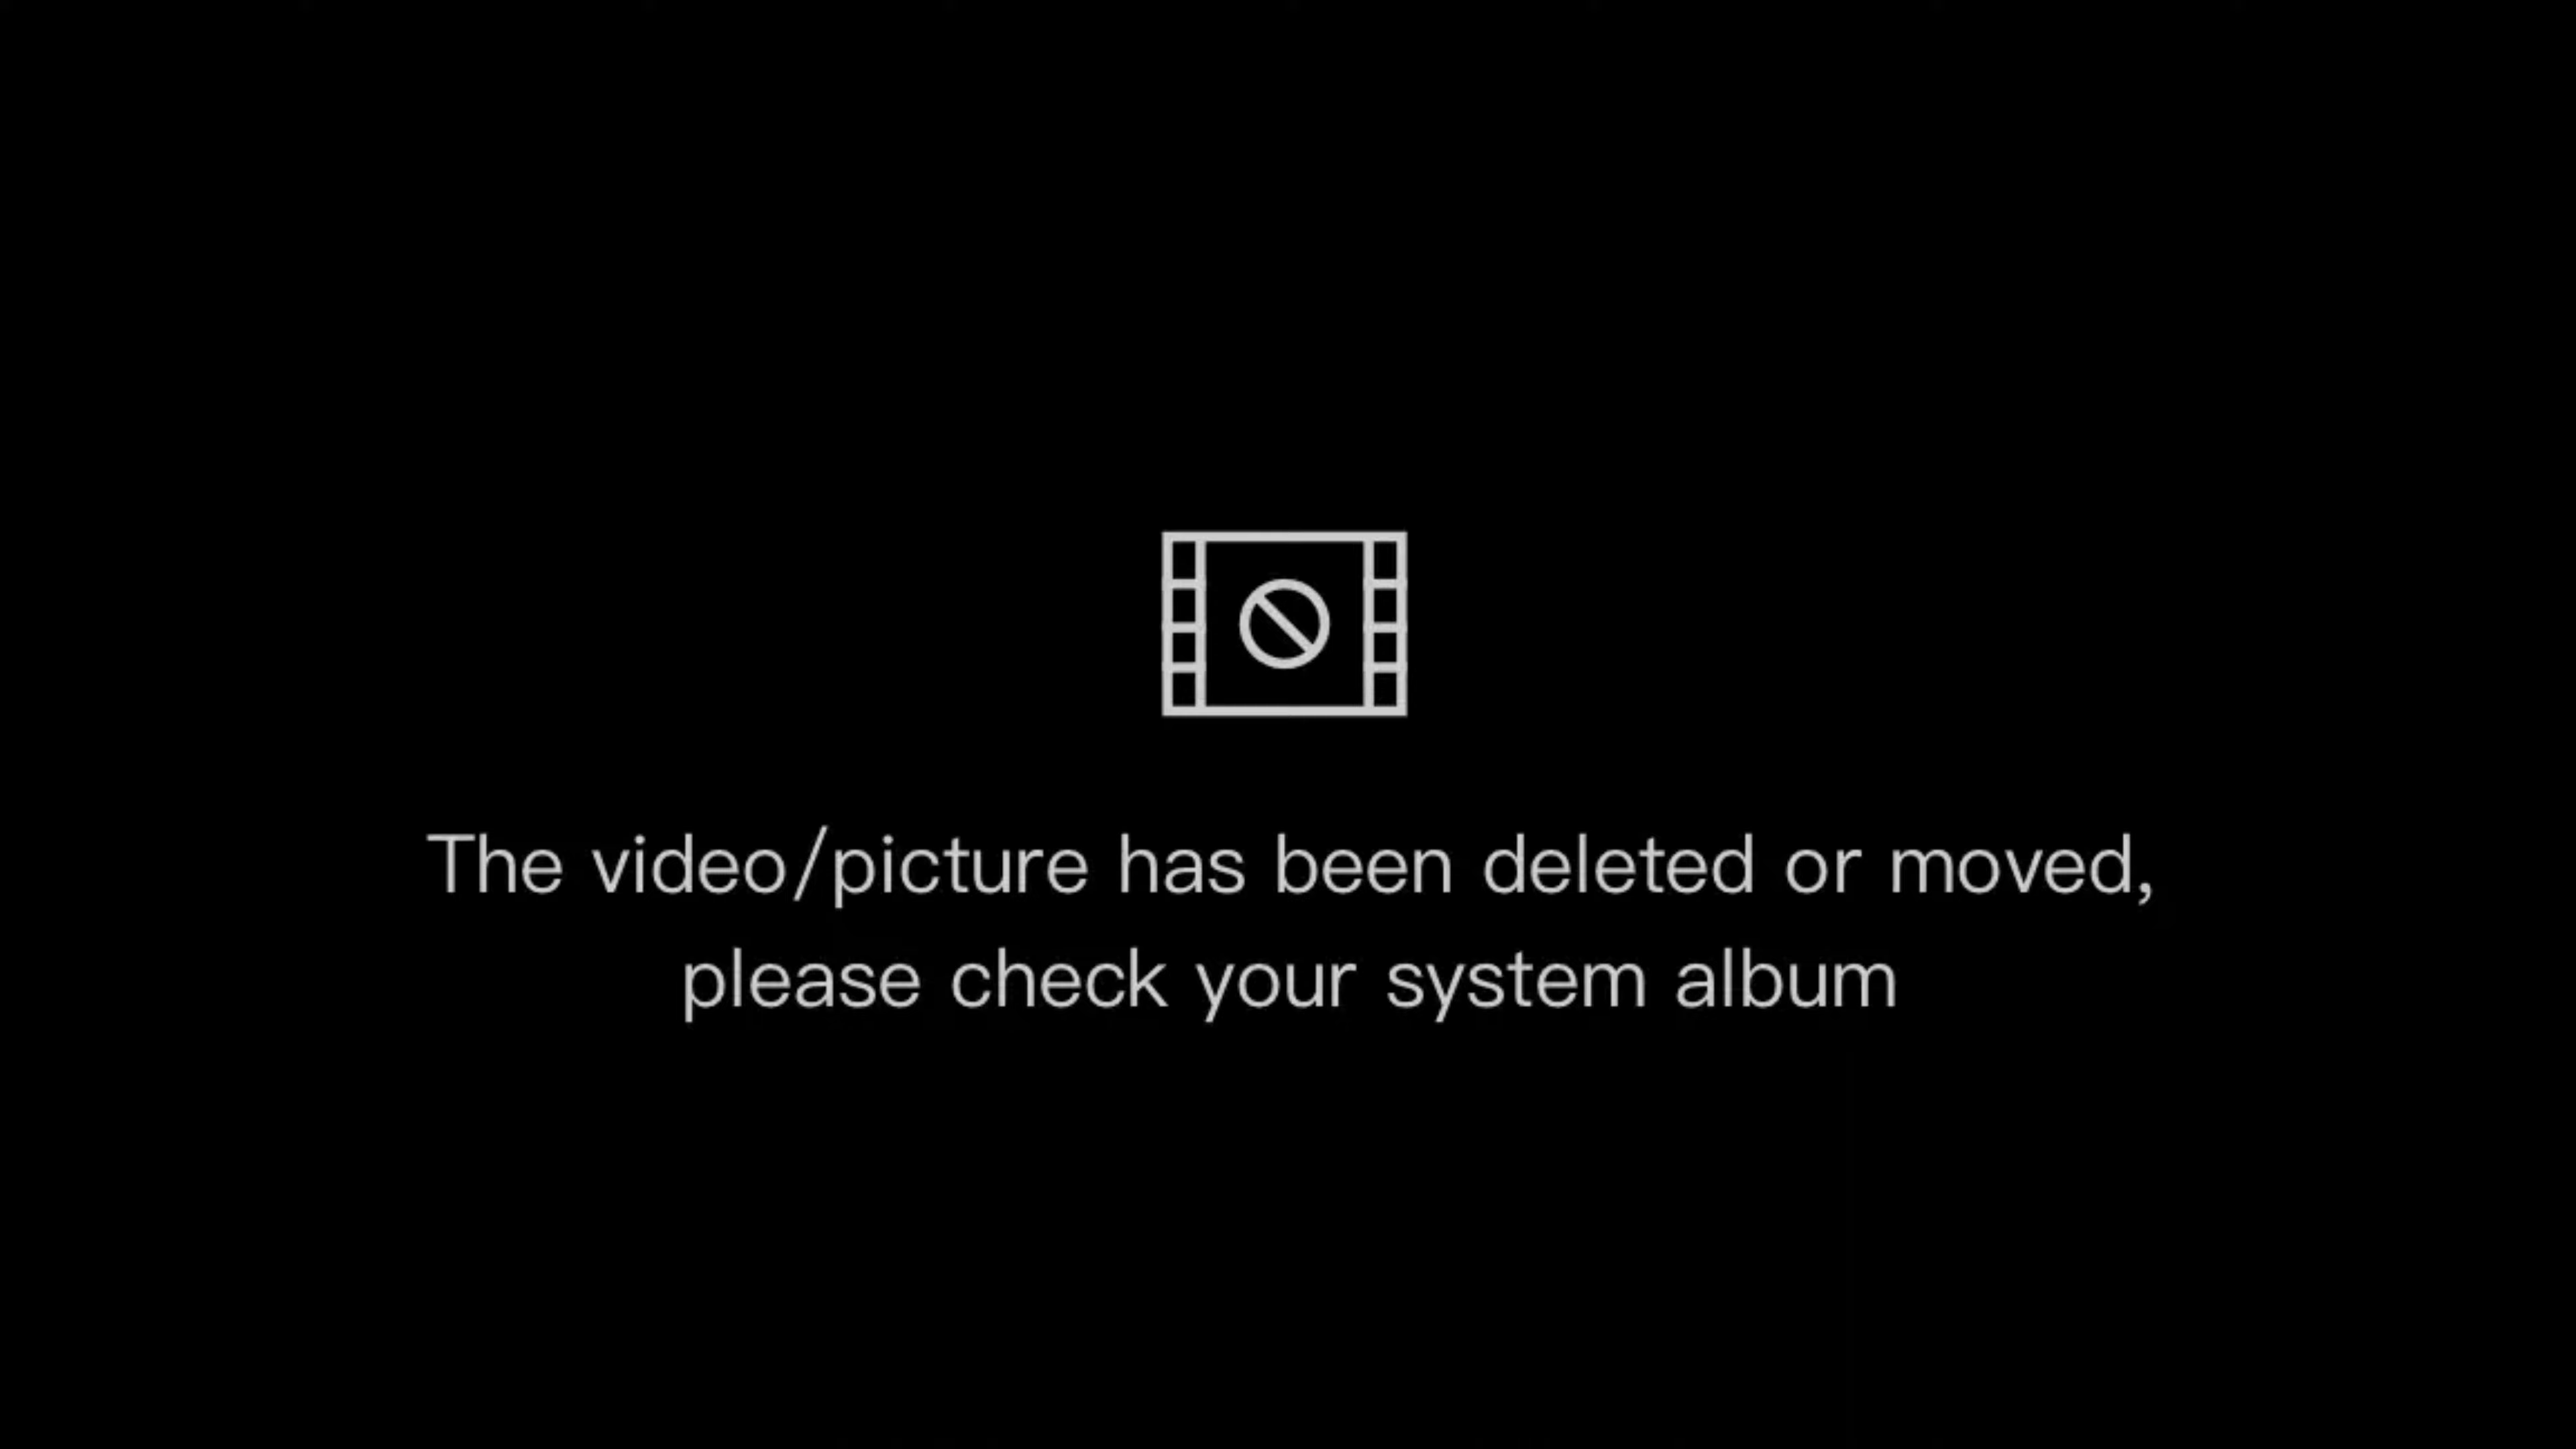 The video/picture has been deleted or moved,
please check your system album